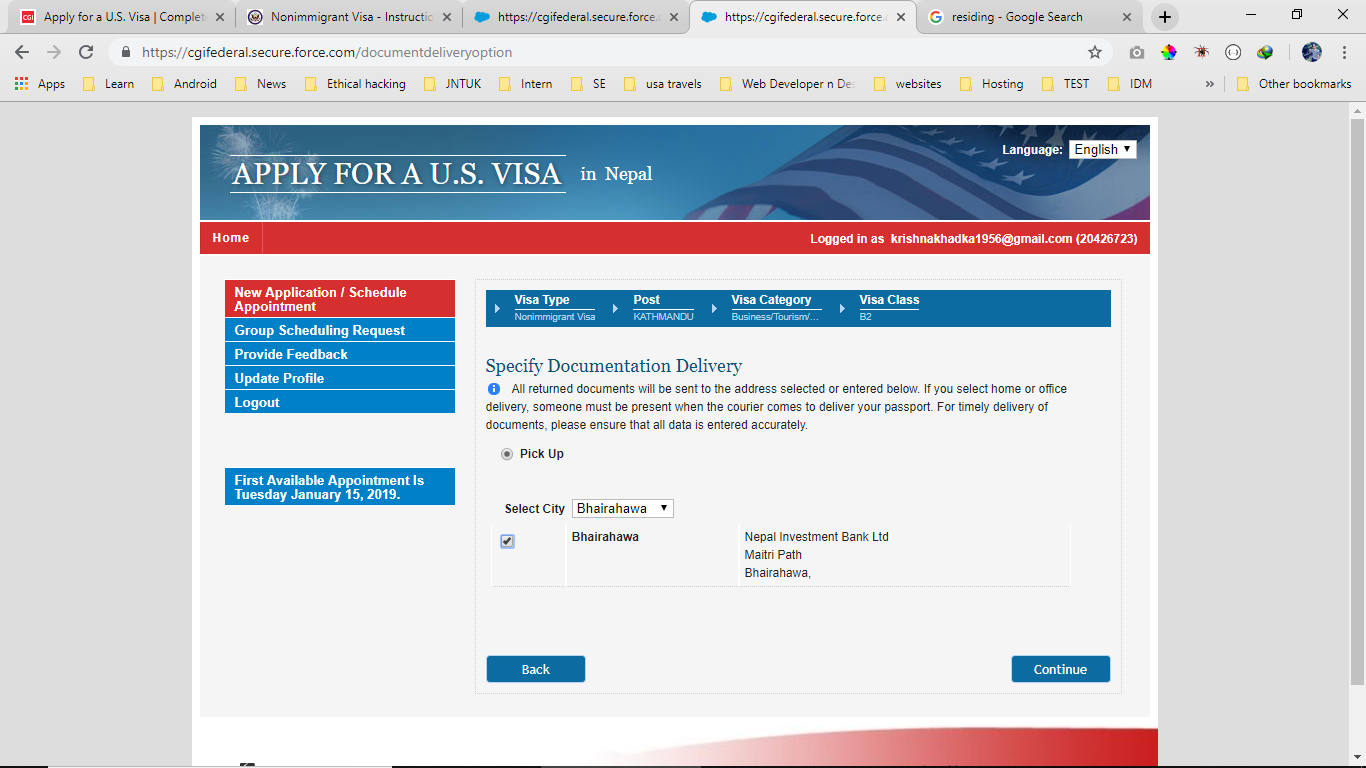 Apply for a U.S. Visa | Complet
Nonimmigrant Visa - Instructic
https://cgifederal.secure.force.c
https://cgifederal.secure.force.c
residing - Google Search
https://cgifederal.secure.force.com/documentdeliveryoption
Apps
Learn
Android
News
Ethical hacking
JNTUK
Intern
SE
usa travels
Web Developer n Des
websites
Hosting
TEST
IDM
»
Other bookmarks
APPLY FOR A U.S. VISA in Nepal
Language: English
Home
Logged in as krishnakhadka1956@gmail.com (20426723)
New Application / Schedule
Appointment
Group Scheduling Request
Provide Feedback
Update Profile
Logout
First Available Appointment Is
Tuesday January 15, 2019.
Visa Type
Nonimmigrant Visa
Post
KATHMANDU
Visa Category
Business/Tourism/...
Visa Class
B2
Specify Documentation Delivery
All returned documents will be sent to the address selected or entered below. If you select home or office
delivery, someone must be present when the courier comes to deliver your passport. For timely delivery of
documents, please ensure that all data is entered accurately.
Pick Up
Select City Bhairahawa
Bhairahawa
Nepal Investment Bank Ltd
Maitri Path
Bhairahawa,
Back
Continue